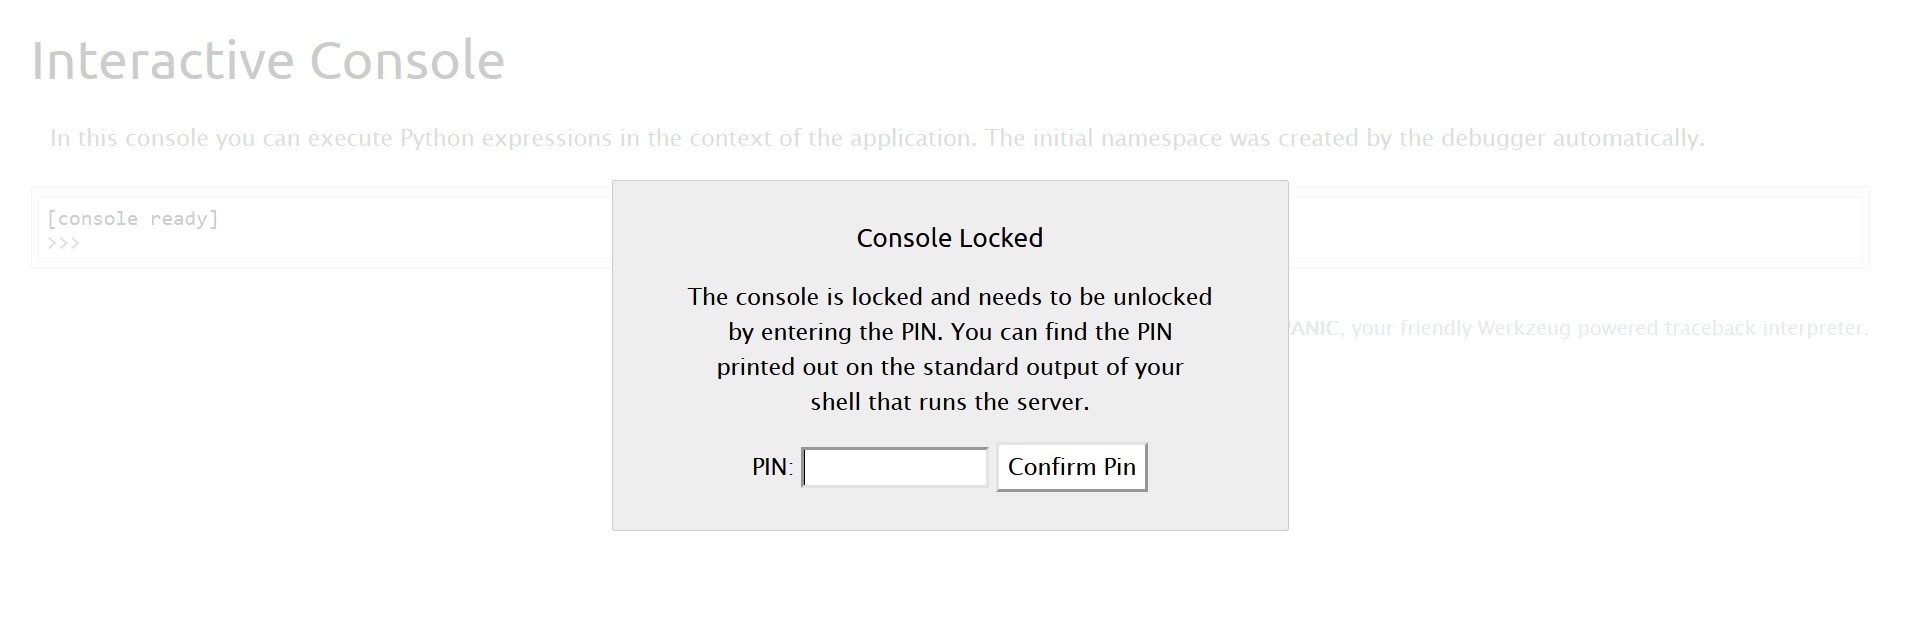 Interactive Console
In this console you can execute Python expressions in the context of the application. The initial namespace was created by the debugger automatically.
[console ready]
>>>
Console Locked
The console is locked and needs to be unlocked
by entering the PIN. You can find the PIN
printed out on the standard output of your
shell that runs the server.
PIN:
Confirm Pin
PANIC, your friendly Werkzeug powered traceback interpreter.